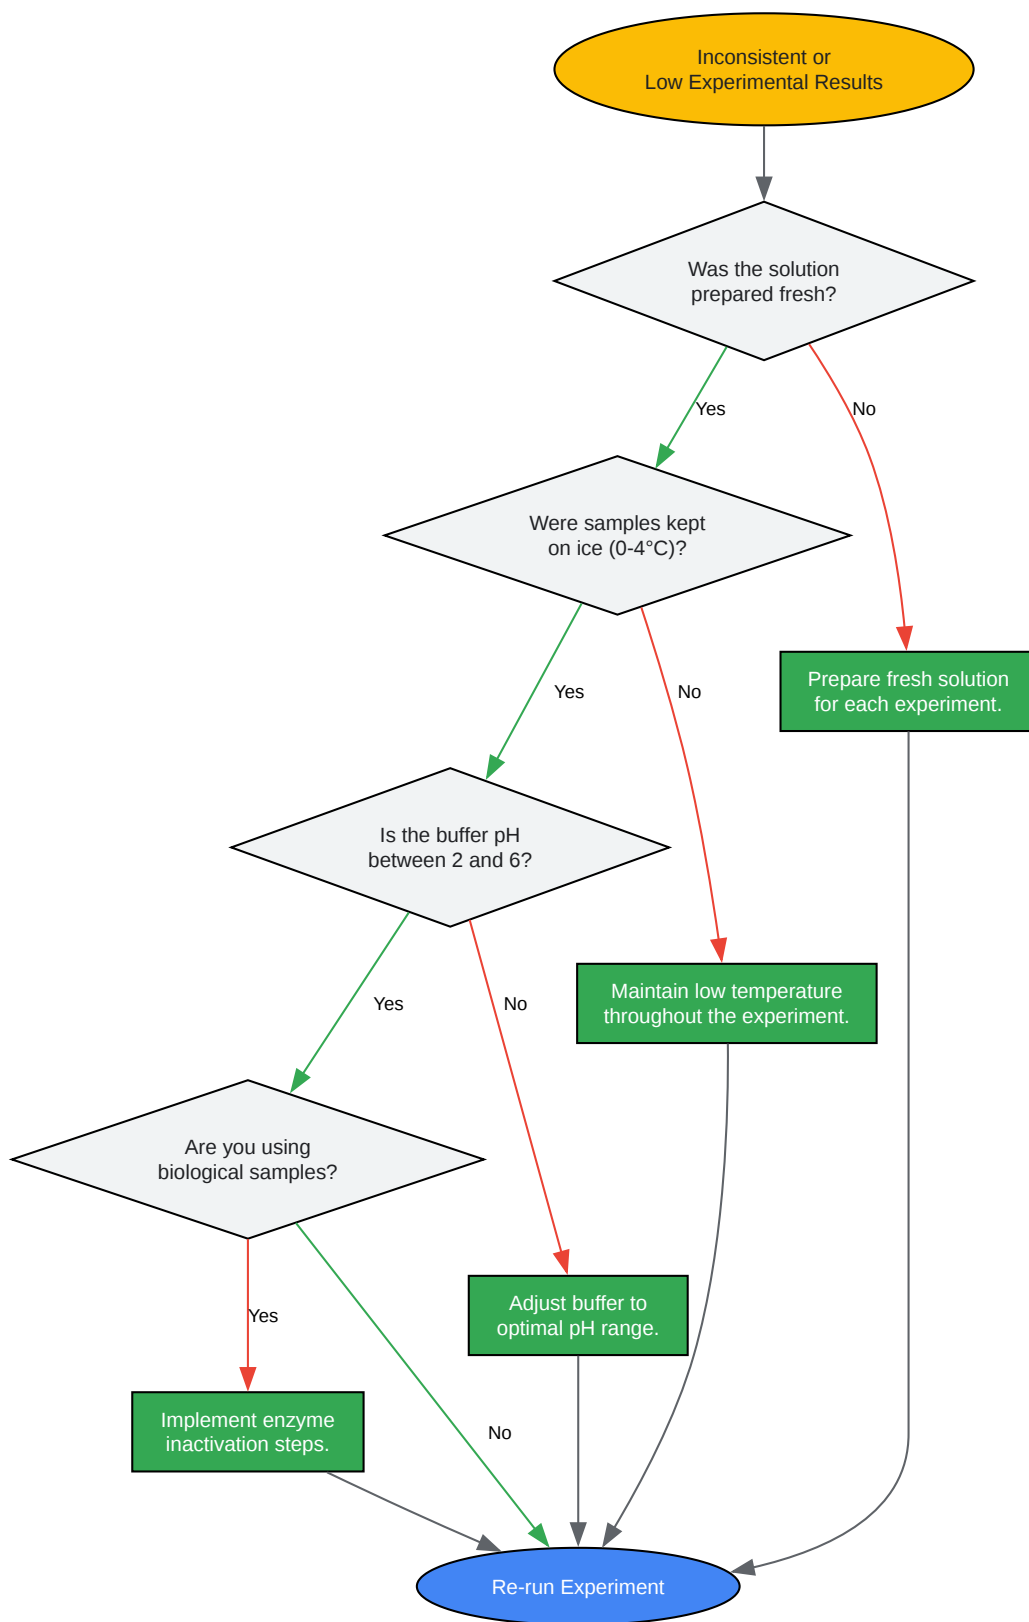 Inconsistent or
Low Experimental Results
Was the solution
prepared fresh?
Yes
No
Were samples kept
on ice (0-4°C)?
Yes
No
Prepare fresh solution
for each experiment.
Is the buffer pH
between 2 and 6?
Yes
No
Maintain low temperature
throughout the experiment.
Are you using
biological samples?
Yes
No
Adjust buffer to
optimal pH range.
Implement enzyme
inactivation steps.
Re-run Experiment